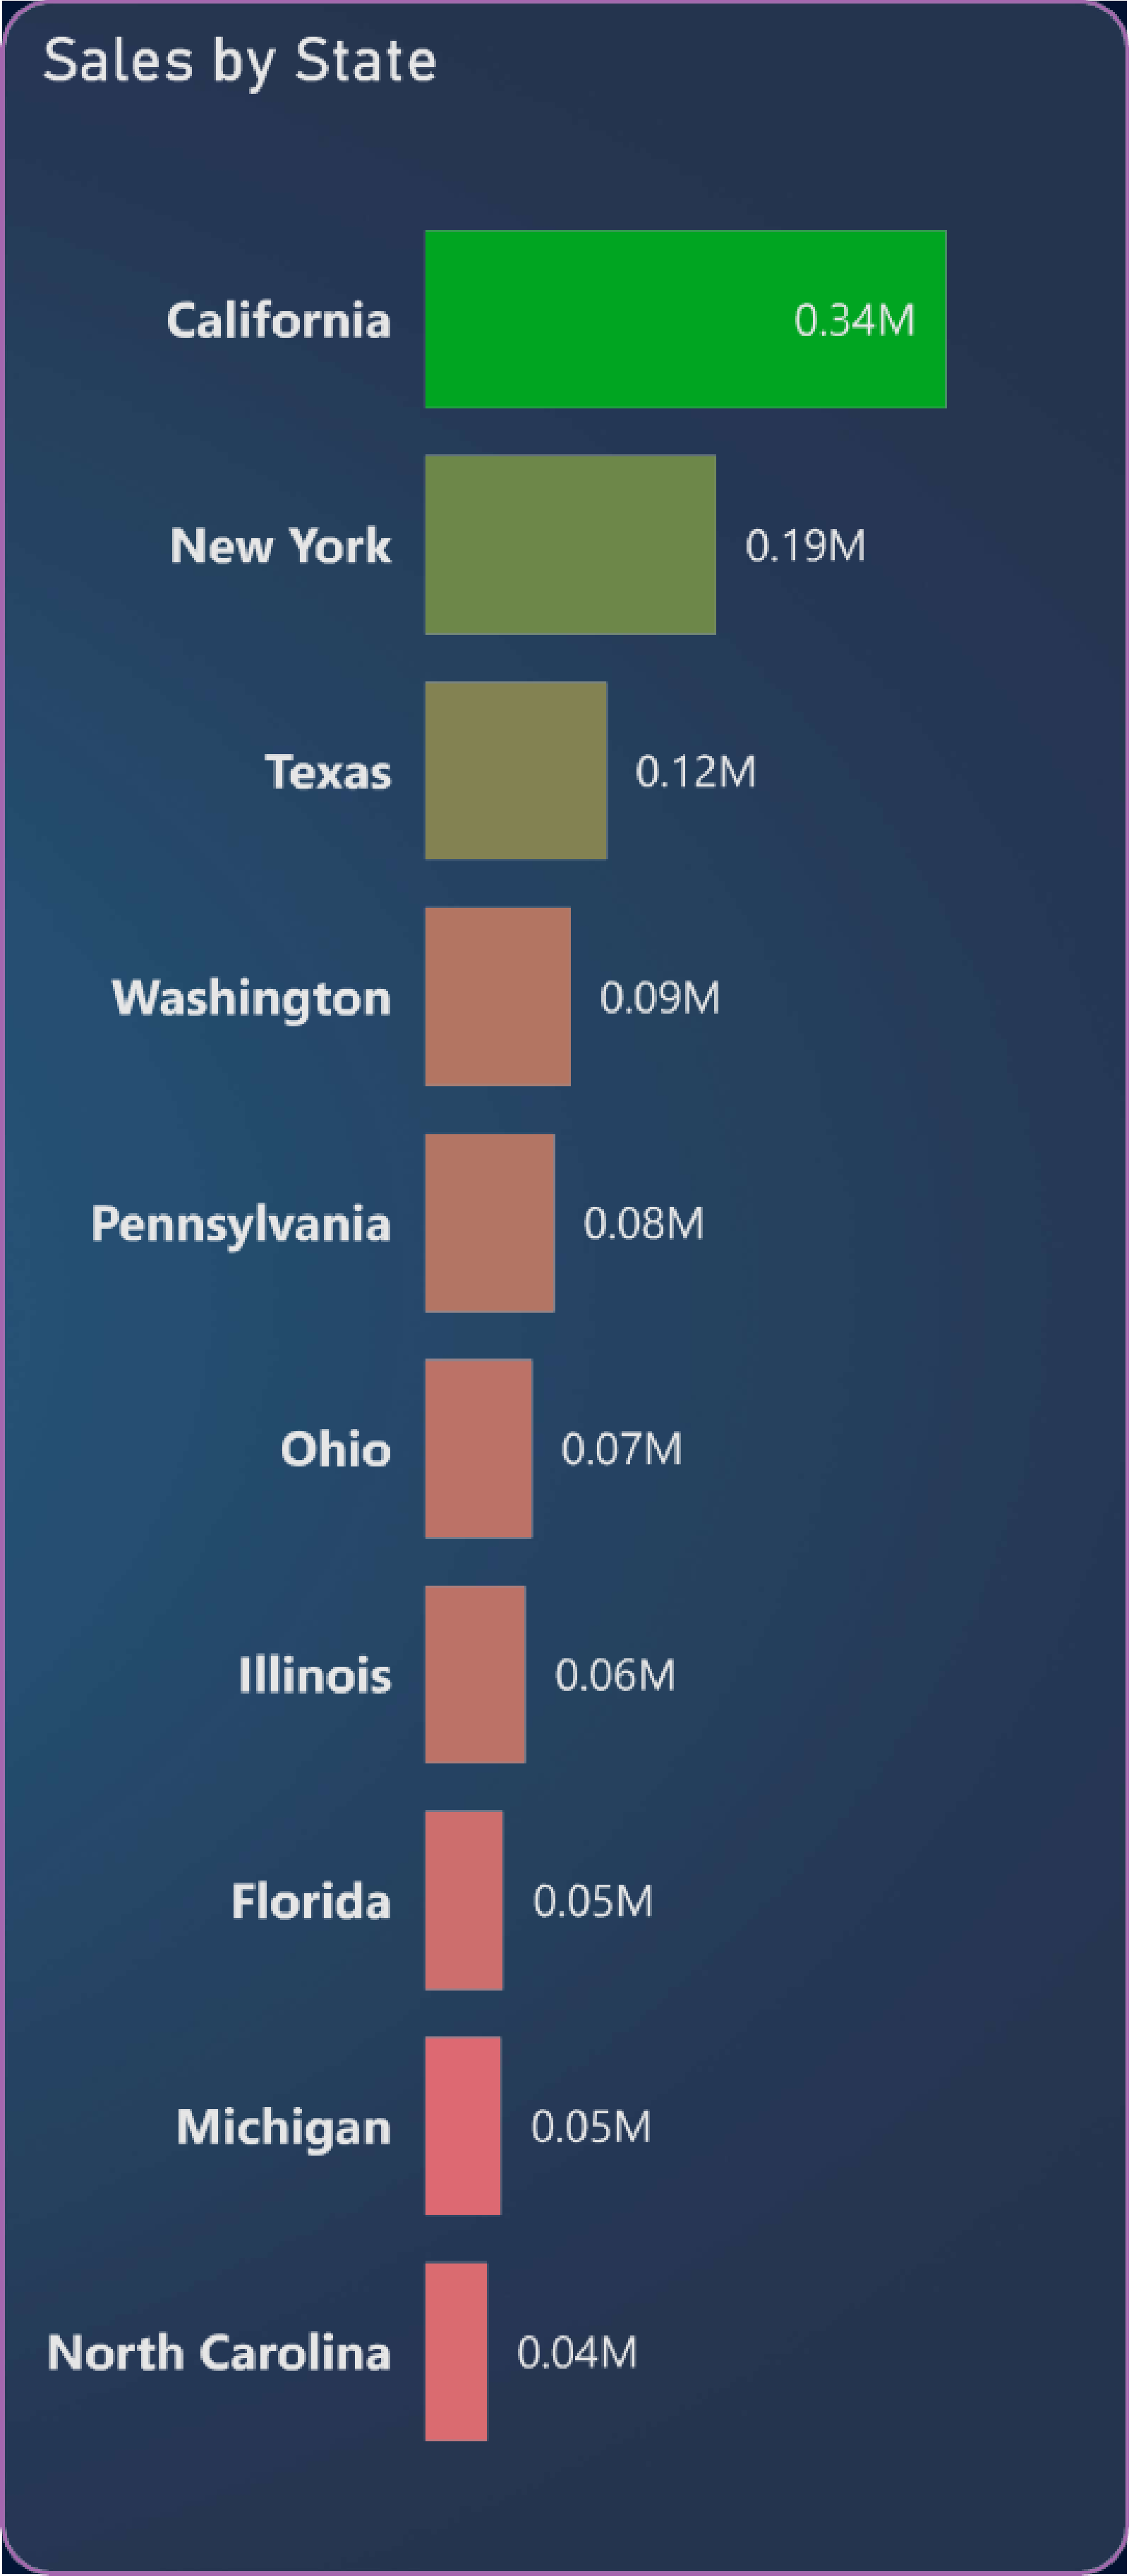 Sales by State
California 0.34M
New York 0.19M
Texas 0.12M
Washington 0.09M
Pennsylvania 0.08M
Ohio 0.07M
Illinois 0.06M
Florida 0.05M
Michigan 0.05M
North Carolina 0.04M